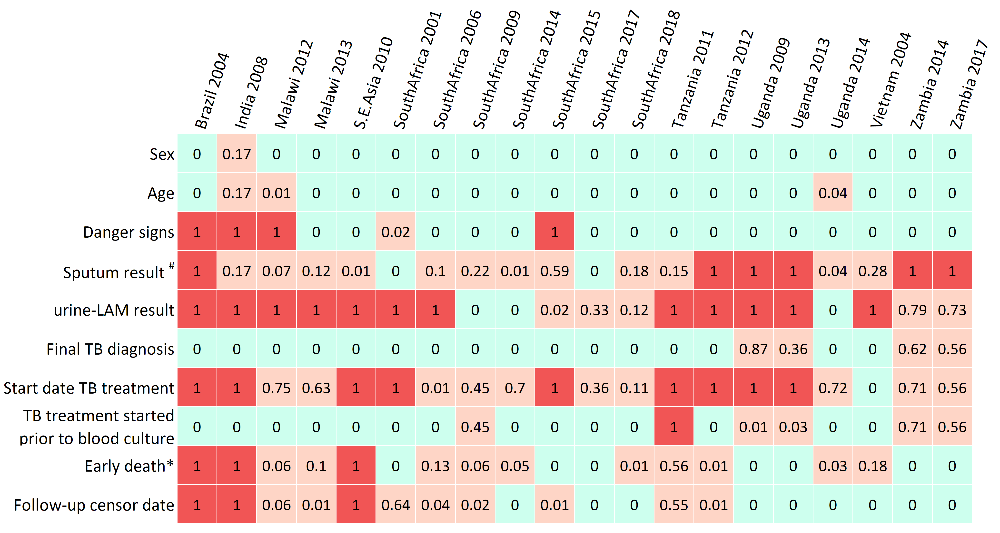 Brazil 2004 India 2008 Malawi 2012 Malawi 2013 S.E.Asia 2010 SouthAfrica 2001 SouthAfrica 2006 SouthAfrica 2009 SouthAfrica 2014 SouthAfrica 2015 SouthAfrica 2017 SouthAfrica 2018 Tanzania 2011 Tanzania 2012 Uganda 2009 Uganda 2013 Uganda 2014 Vietnam 2004 Zambia 2014 Zambia 2017
Sex 0 0.17 0 0 0 0 0 0 0 0 0 0 0 0 0 0 0 0 0 0
Age 0 0.17 0.01 0 0 0 0 0 0 0 0 0 0 0 0 0 0.04 0 0 0
Danger signs 1 1 1 0 0 0.02 0 0 0 1 0 0 0 0 0 0 0 0 0 0
Sputum result # 1 0.17 0.07 0.12 0.01 0 0.1 0.22 0.01 0.59 0 0.18 0.15 1 1 1 0.04 0.28 1 1
urine-LAM result 1 1 1 1 1 1 1 0 0 0.02 0.33 0.12 1 1 1 1 0 1 0.79 0.73
Final TB diagnosis 0 0 0 0 0 0 0 0 0 0 0 0 0 0 0.87 0.36 0 0 0.62 0.56
Start date TB treatment 1 1 0.75 0.63 1 1 0.01 0.45 0.7 1 0.36 0.11 1 1 1 1 0.72 0 0.71 0.56
TB treatment started
prior to blood culture 0 0 0 0 0 0 0 0.45 0 0 0 0 1 0 0.01 0.03 0 0 0.71 0.56
Early death* 1 1 0.06 0.1 1 0 0.13 0.06 0.05 0 0 0.01 0.56 0.01 0 0 0.03 0.18 0 0
Follow-up censor date 1 1 0.06 0.01 1 0.64 0.04 0.02 0 0.01 0 0 0.55 0.01 0 0 0 0 0 0